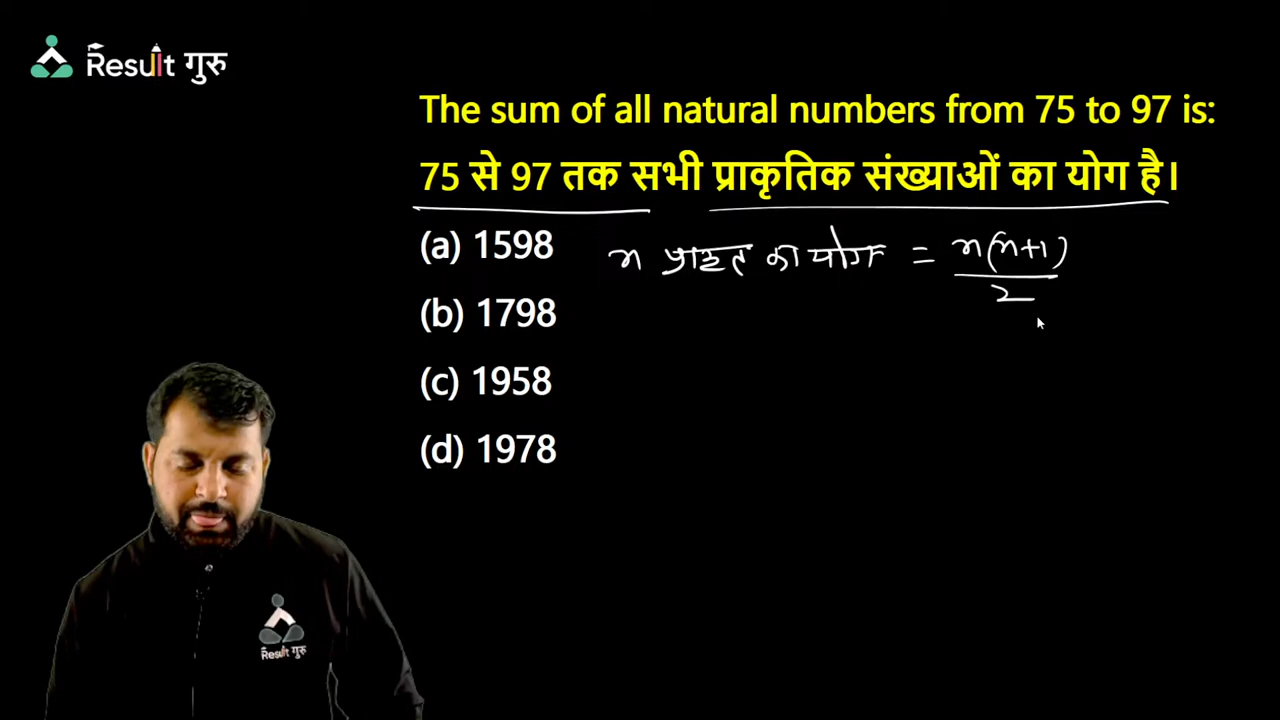 Result गुरु
The sum of all natural numbers from 75 to 97 is:
75 से 97 तक सभी प्राकृतिक संख्याओं का योग है।
(a) 1598
n प्राकृत का योग = n(n+1)/2
(b) 1798
(c) 1958
(d) 1978
Result गुरु